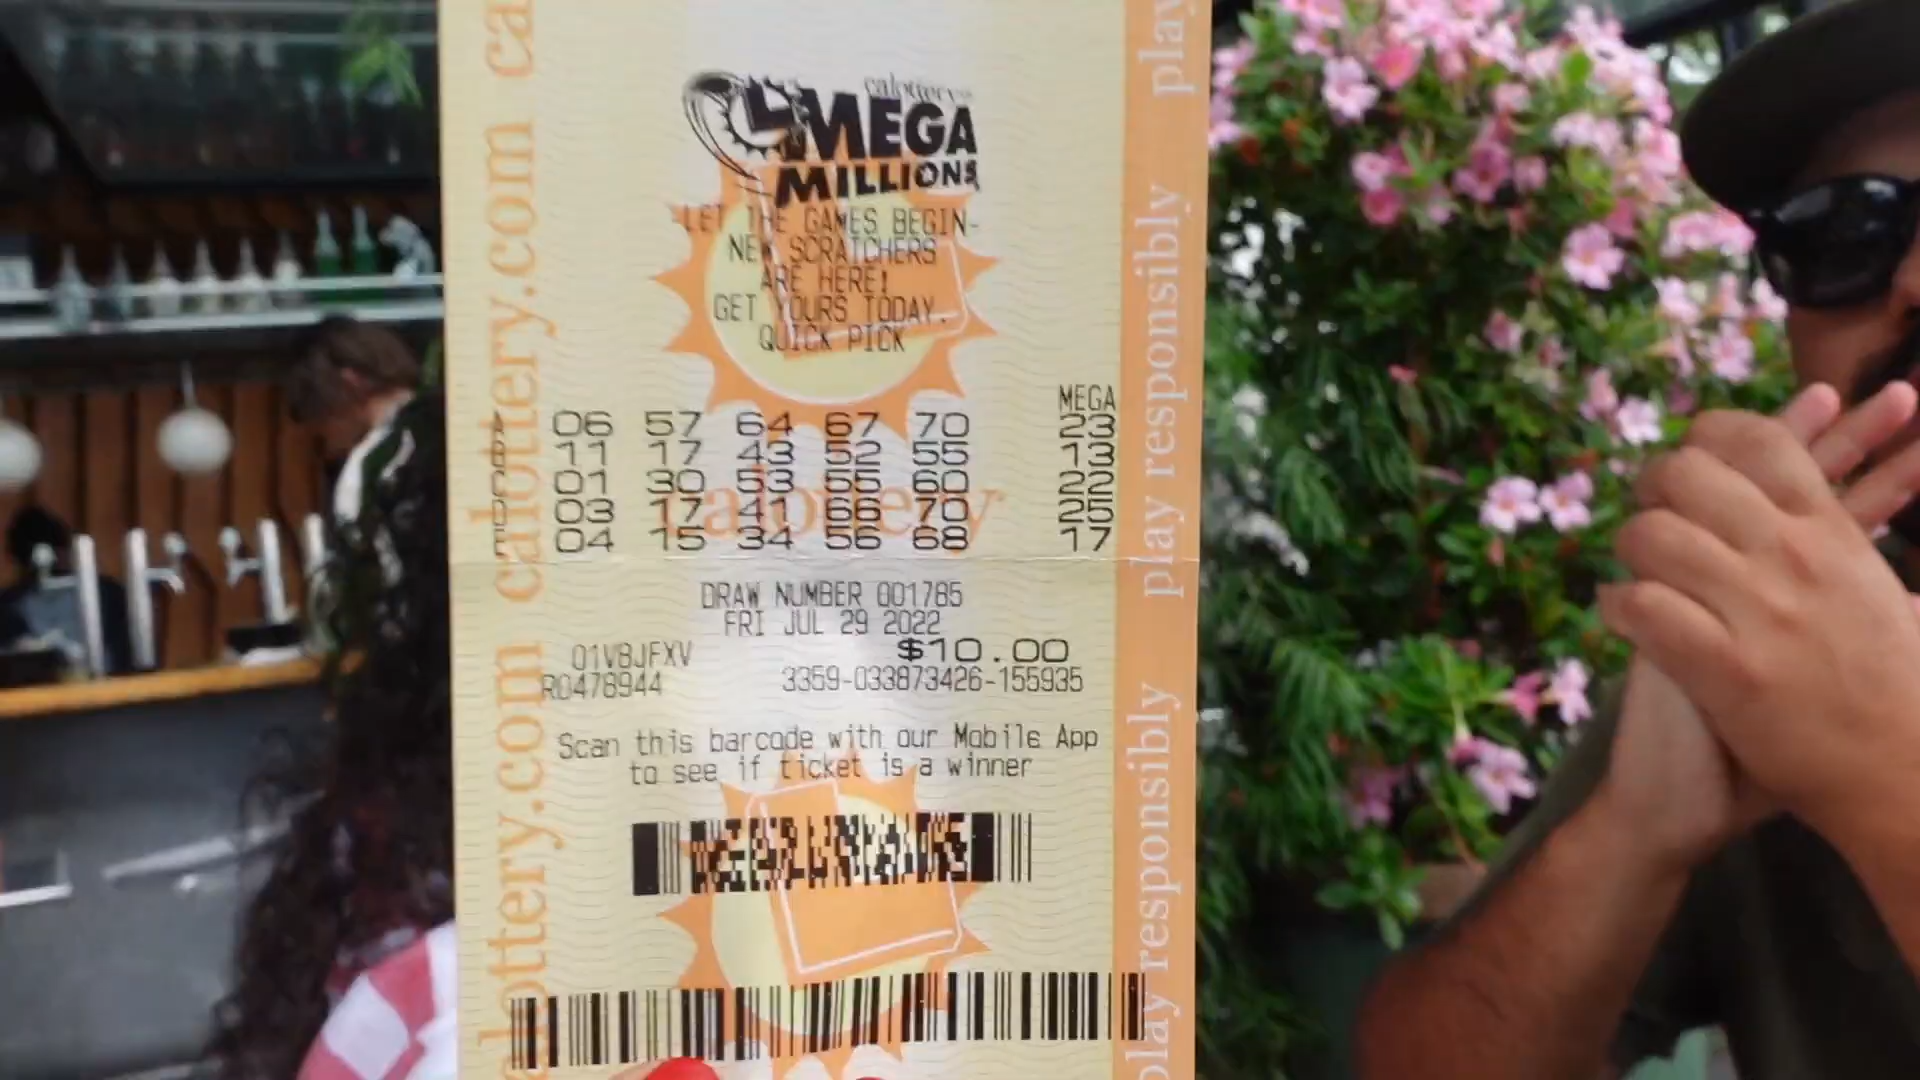 calottery
MEGA
MILLIONS
LET THE GAMES BEGIN-
NEW SCRATCHERS
ARE HERE!
GET YOURS TODAY.
QUICK PICK
MEGA
06 57 64 67 70 23
11 17 43 52 55 13
01 30 53 55 60 22
03 17 41 66 70 25
04 15 34 56 68 17
calottery
DRAW NUMBER 001785
FRI JUL 29 2022
$10.00
01VBJFXV
R0478944 3359-033873426-155935
Scan this barcode with our Mobile App
to see if ticket is a winner
calottery.com calottery.com
play responsibly play responsibly